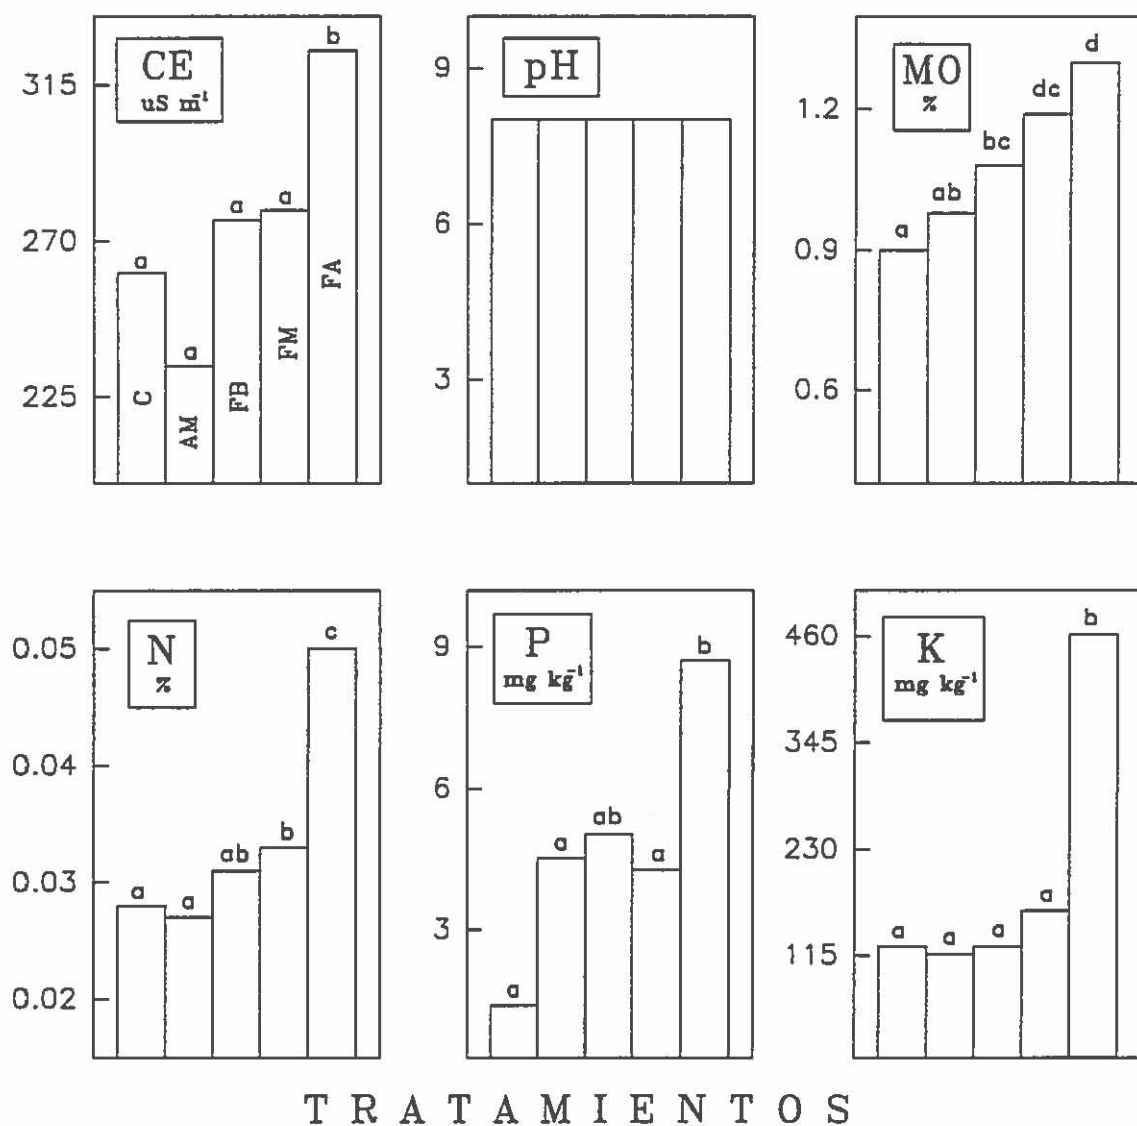 CE
uS m⁻¹
315
270
225
a
a
a
a
b
C
AM
FB
FM
FA
pH
9
6
3
MO
%
1.2
0.9
0.6
a
ab
bc
dc
d
N
%
0.05
0.04
0.03
0.02
a
a
ab
b
c
P
mg kg⁻¹
9
6
3
a
a
ab
a
b
K
mg kg⁻¹
460
345
230
115
a
a
a
a
b
TRATAMIENTOS